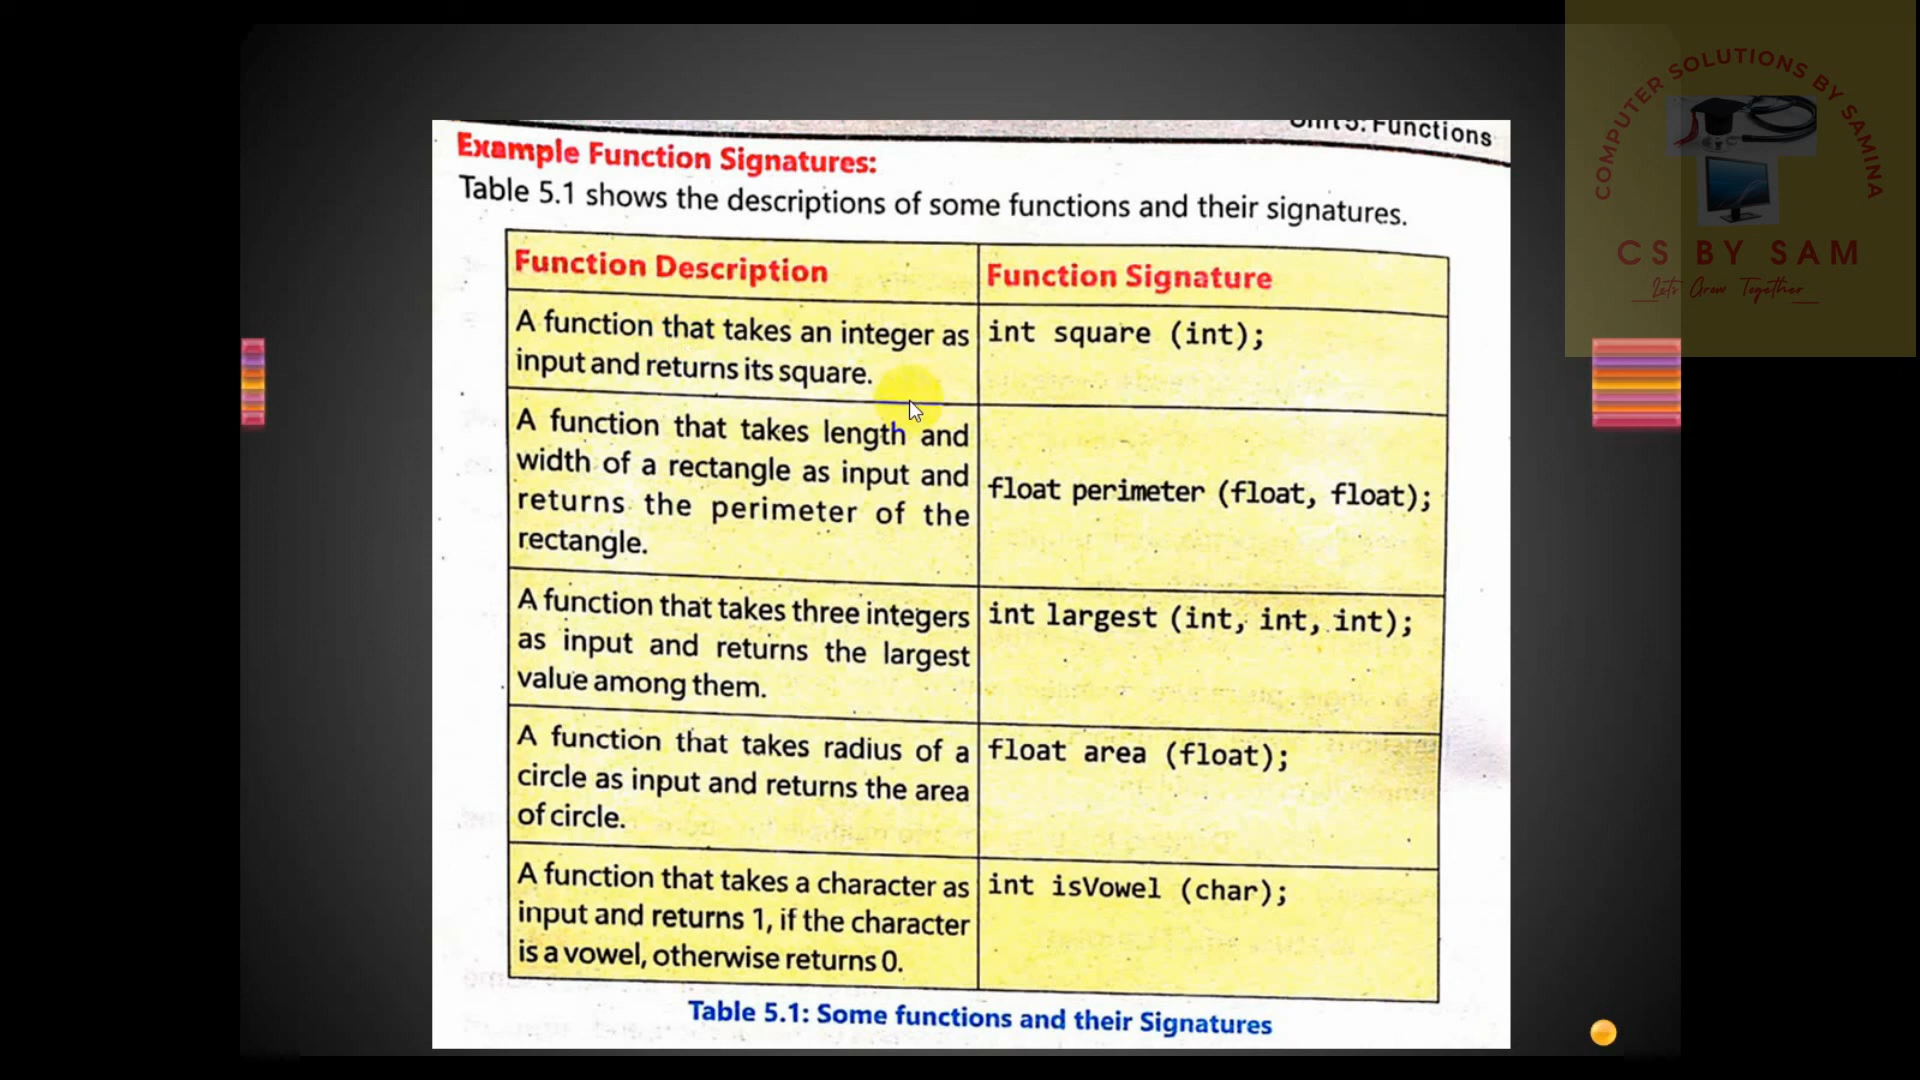 COMPUTER SOLUTIONS BY SAMINA
CS BY SAM
Let's Grow Together
Unit 5: Functions
Example Function Signatures:
Table 5.1 shows the descriptions of some functions and their signatures.
Function Description
Function Signature
A function that takes an integer as
input and returns its square.
int square (int);
A function that takes length and
width of a rectangle as input and
returns the perimeter of the
rectangle.
float perimeter (float, float);
A function that takes three integers
as input and returns the largest
value among them.
int largest (int, int, int);
A function that takes radius of a
circle as input and returns the area
of circle.
float area (float);
A function that takes a character as
input and returns 1, if the character
is a vowel, otherwise returns 0.
int isVowel (char);
Table 5.1: Some functions and their Signatures